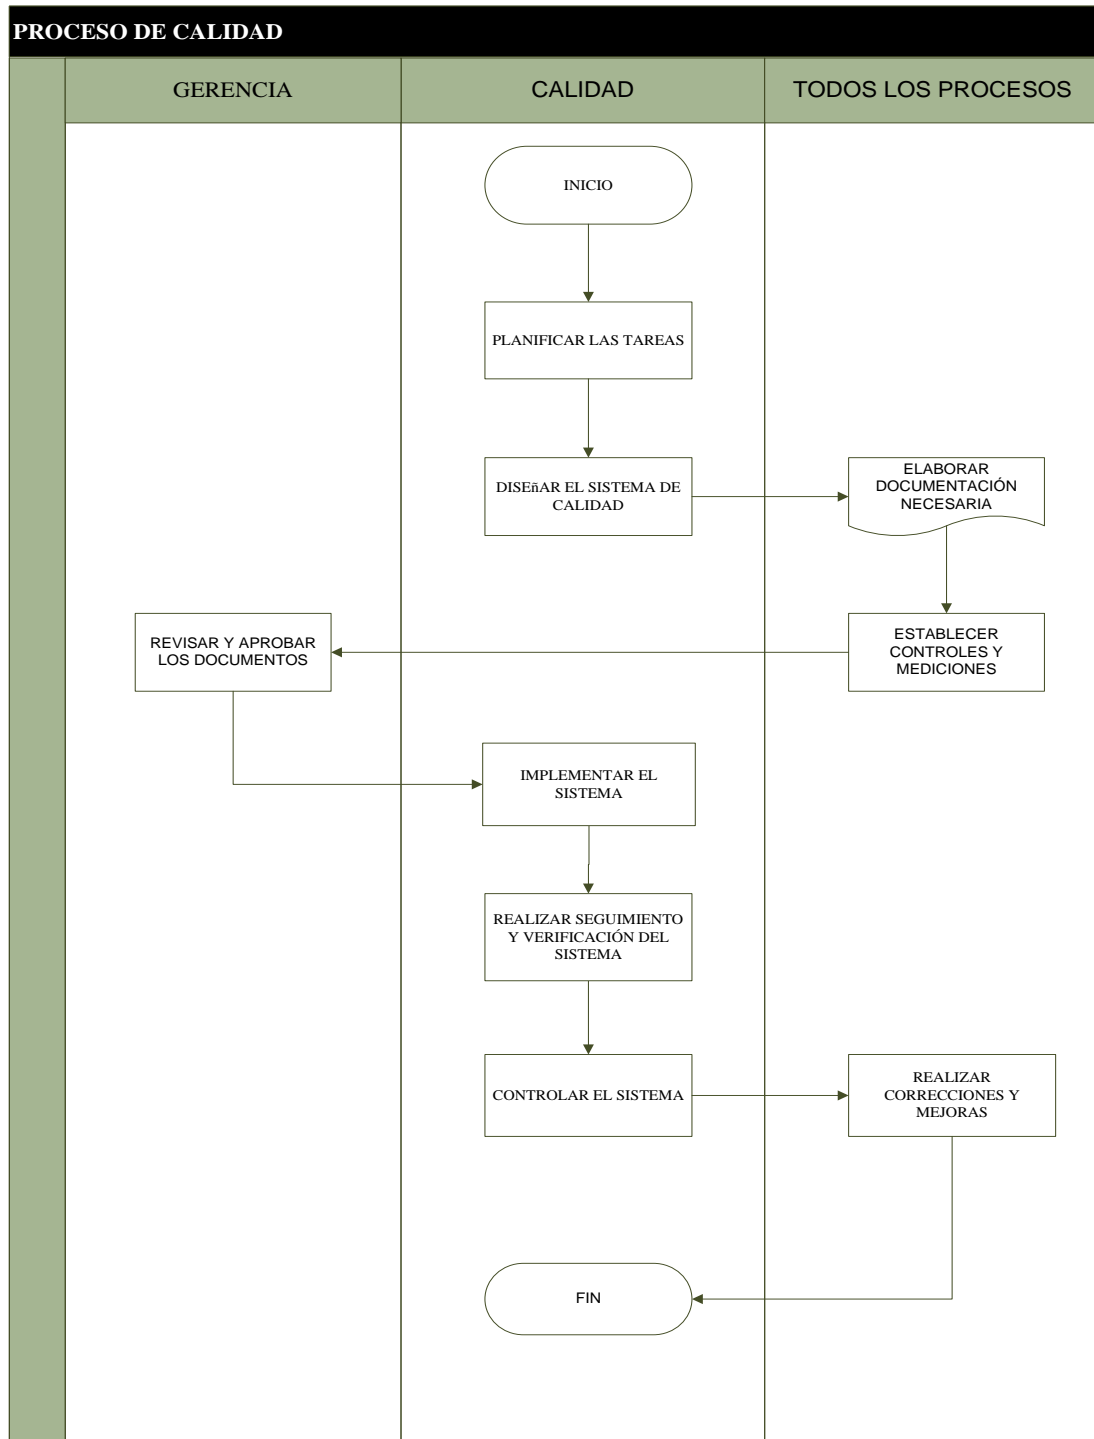 PROCESO DE CALIDAD
GERENCIA
CALIDAD
TODOS LOS PROCESOS
INICIO
PLANIFICAR LAS TAREAS
DISEñAR EL SISTEMA DE
CALIDAD
ELABORAR
DOCUMENTACIÓN
NECESARIA
ESTABLECER
CONTROLES Y
MEDICIONES
REVISAR Y APROBAR
LOS DOCUMENTOS
IMPLEMENTAR EL
SISTEMA
REALIZAR SEGUIMIENTO
Y VERIFICACIÓN DEL
SISTEMA
CONTROLAR EL SISTEMA
REALIZAR
CORRECCIONES Y
MEJORAS
FIN